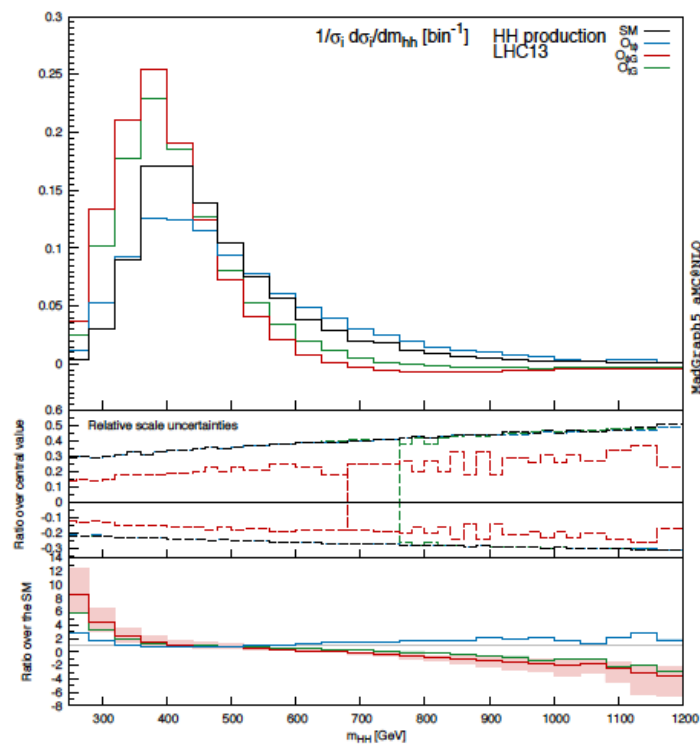 1/σi dσi/dmhh [bin-1] HH production
LHC13
SM
Otφ
OφG
OtG
0.3
0.25
0.2
0.15
0.1
0.05
0
MadGraph5_aMC@NLO
Relative scale uncertainties
Ratio over central value
0.6
0.5
0.4
0.3
0.2
0.1
0
-0.1
-0.2
-0.3
Ratio over the SM
14
12
10
8
6
4
2
0
-2
-4
-6
-8
300 400 500 600 700 800 900 1000 1100 1200
mHH [GeV]